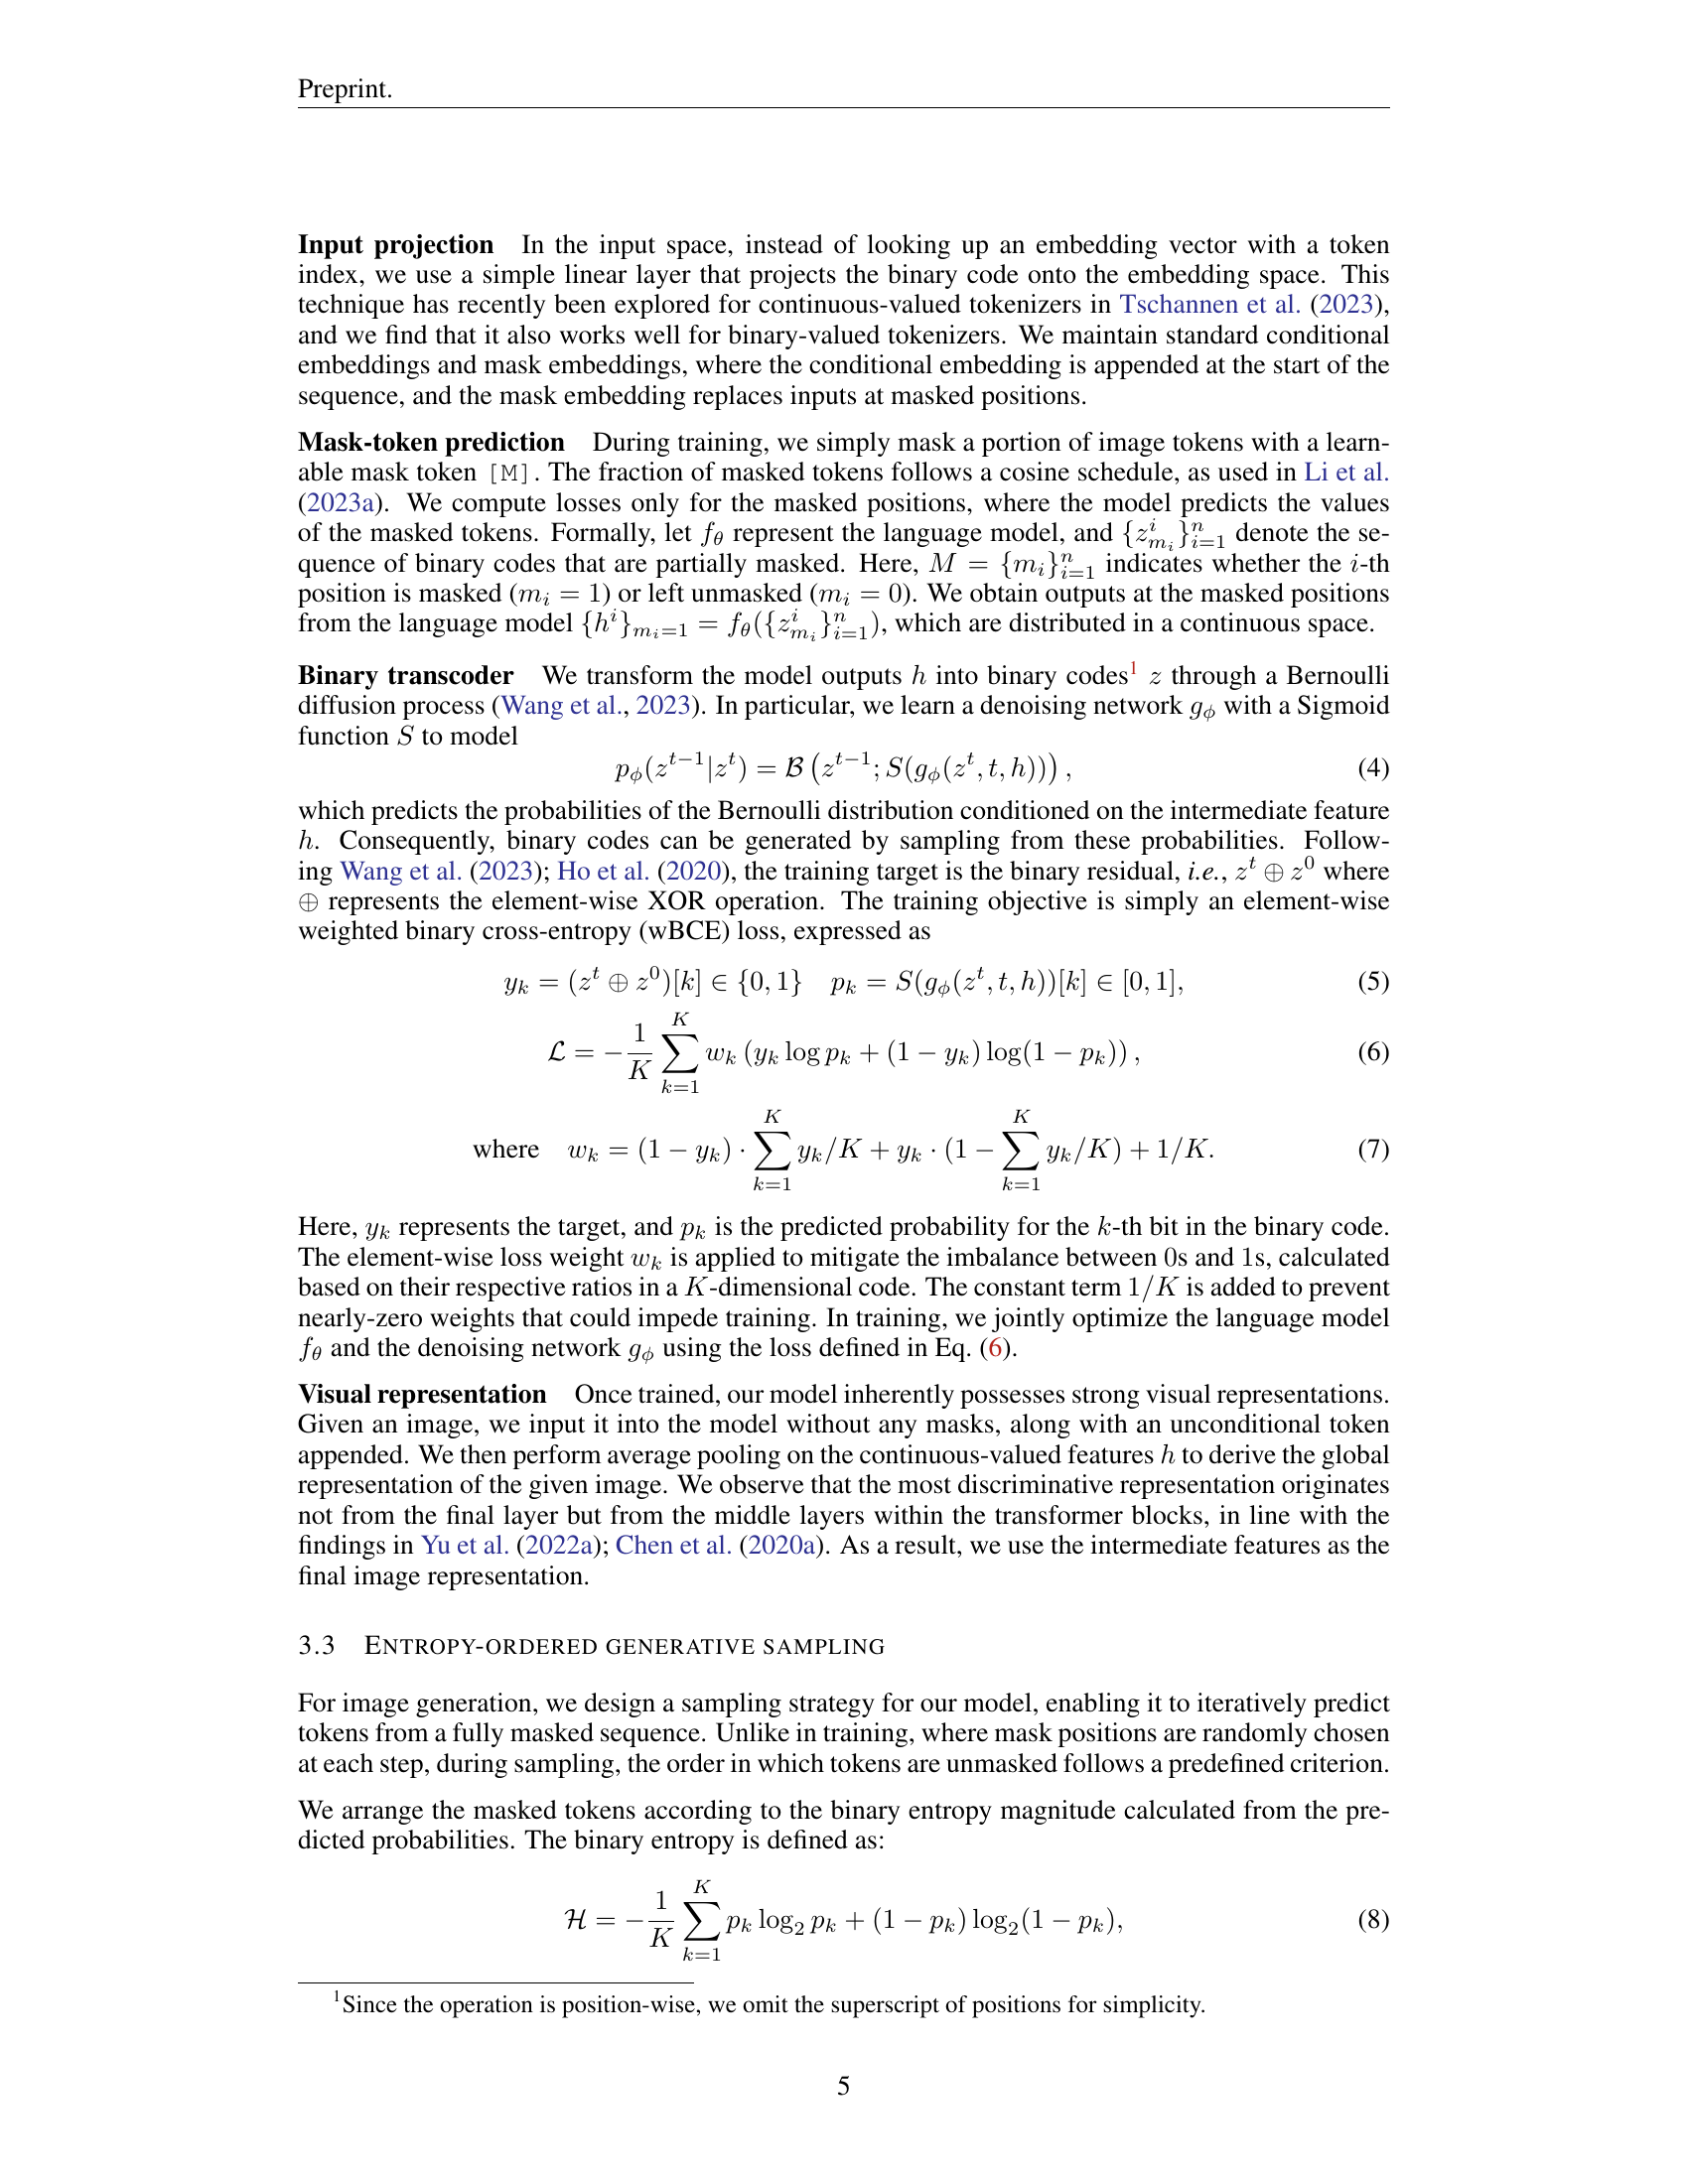 Preprint.
Input projection In the input space, instead of looking up an embedding vector with a token
index, we use a simple linear layer that projects the binary code onto the embedding space. This
technique has recently been explored for continuous-valued tokenizers in Tschannen et al. (2023),
and we find that it also works well for binary-valued tokenizers. We maintain standard conditional
embeddings and mask embeddings, where the conditional embedding is appended at the start of the
sequence, and the mask embedding replaces inputs at masked positions.
Mask-token prediction During training, we simply mask a portion of image tokens with a learn-
able mask token [M]. The fraction of masked tokens follows a cosine schedule, as used in Li et al.
(2023a). We compute losses only for the masked positions, where the model predicts the values
of the masked tokens. Formally, let $f_\theta$ represent the language model, and $\{z^i_{m_i}\}_{i=1}^n$ denote the se-
quence of binary codes that are partially masked. Here, $M = \{m_i\}_{i=1}^n$ indicates whether the $i$-th
position is masked ($m_i = 1$) or left unmasked ($m_i = 0$). We obtain outputs at the masked positions
from the language model $\{h^i\}_{m_i=1} = f_\theta(\{z^i_{m_i}\}_{i=1}^n)$, which are distributed in a continuous space.
Binary transcoder We transform the model outputs $h$ into binary codes¹ $z$ through a Bernoulli
diffusion process (Wang et al., 2023). In particular, we learn a denoising network $g_\phi$ with a Sigmoid
function $S$ to model
$p_\phi(z^{t-1}|z^t) = \mathcal{B}\left(z^{t-1}; S(g_\phi(z^t, t, h))\right),$ (4)
which predicts the probabilities of the Bernoulli distribution conditioned on the intermediate feature
$h$. Consequently, binary codes can be generated by sampling from these probabilities. Follow-
ing Wang et al. (2023); Ho et al. (2020), the training target is the binary residual, i.e., $z^t \oplus z^0$ where
$\oplus$ represents the element-wise XOR operation. The training objective is simply an element-wise
weighted binary cross-entropy (wBCE) loss, expressed as
$y_k = (z^t \oplus z^0)[k] \in \{0, 1\} \quad p_k = S(g_\phi(z^t, t, h))[k] \in [0, 1],$ (5)
$\mathcal{L} = -\frac{1}{K} \sum_{k=1}^{K} w_k \left(y_k \log p_k + (1 - y_k) \log(1 - p_k)\right),$ (6)
where $w_k = (1 - y_k) \cdot \sum_{k=1}^{K} y_k/K + y_k \cdot (1 - \sum_{k=1}^{K} y_k/K) + 1/K.$ (7)
Here, $y_k$ represents the target, and $p_k$ is the predicted probability for the $k$-th bit in the binary code.
The element-wise loss weight $w_k$ is applied to mitigate the imbalance between 0s and 1s, calculated
based on their respective ratios in a $K$-dimensional code. The constant term $1/K$ is added to prevent
nearly-zero weights that could impede training. In training, we jointly optimize the language model
$f_\theta$ and the denoising network $g_\phi$ using the loss defined in Eq. (6).
Visual representation Once trained, our model inherently possesses strong visual representations.
Given an image, we input it into the model without any masks, along with an unconditional token
appended. We then perform average pooling on the continuous-valued features $h$ to derive the global
representation of the given image. We observe that the most discriminative representation originates
not from the final layer but from the middle layers within the transformer blocks, in line with the
findings in Yu et al. (2022a); Chen et al. (2020a). As a result, we use the intermediate features as the
final image representation.
3.3 ENTROPY-ORDERED GENERATIVE SAMPLING
For image generation, we design a sampling strategy for our model, enabling it to iteratively predict
tokens from a fully masked sequence. Unlike in training, where mask positions are randomly chosen
at each step, during sampling, the order in which tokens are unmasked follows a predefined criterion.
We arrange the masked tokens according to the binary entropy magnitude calculated from the pre-
dicted probabilities. The binary entropy is defined as:
$\mathcal{H} = -\frac{1}{K} \sum_{k=1}^{K} p_k \log_2 p_k + (1 - p_k) \log_2(1 - p_k),$ (8)
¹Since the operation is position-wise, we omit the superscript of positions for simplicity.
5